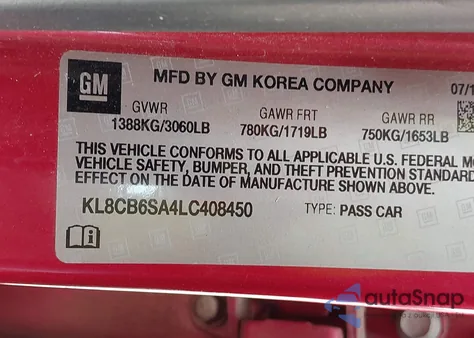 GM
MFD BY GM KOREA COMPANY 07/1
GVWR GAWR FRT GAWR RR
1388KG/3060LB 780KG/1719LB 750KG/1653LB
THIS VEHICLE CONFORMS TO ALL APPLICABLE U.S. FEDERAL M
VEHICLE SAFETY, BUMPER, AND THEFT PREVENTION STANDARD
EFFECT ON THE DATE OF MANUFACTURE SHOWN ABOVE.
KL8CB6SA4LC408450 TYPE: PASS CAR
autoSnap